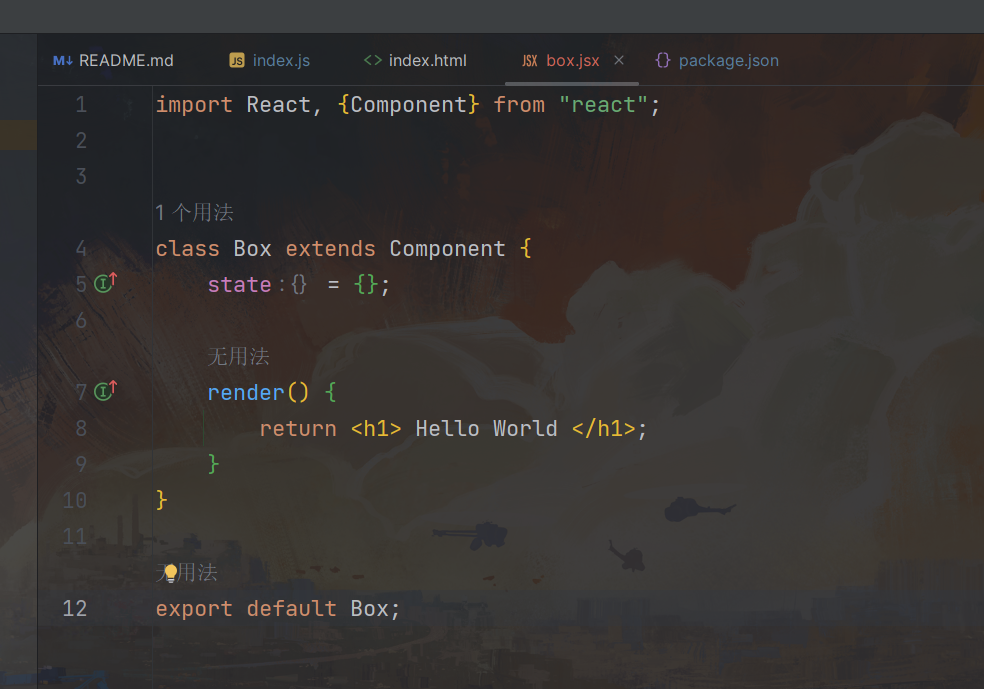 README.md index.js index.html box.jsx package.json
1 import React, {Component} from "react";
2
3
1 个用法
4 class Box extends Component {
5 state:{} = {};
6
无用法
7 render() {
8 return <h1> Hello World </h1>;
9 }
10 }
11
无用法
12 export default Box;